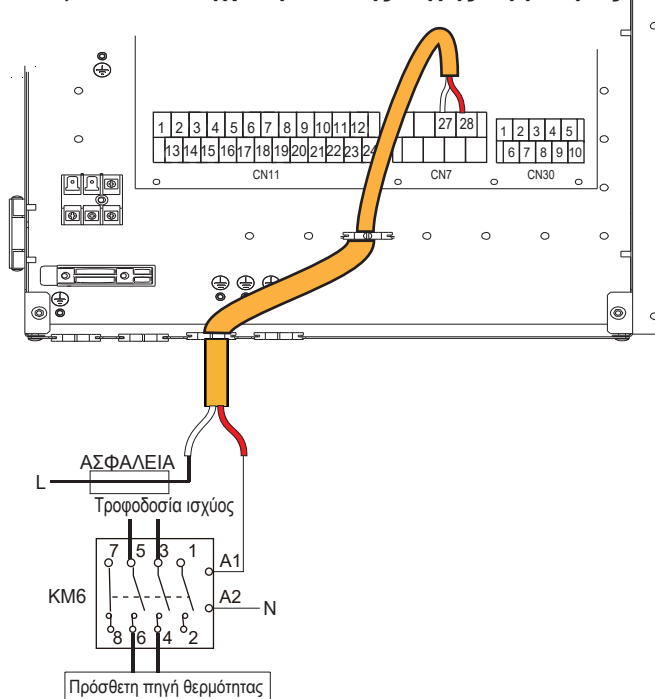 1 2 3 4 5 6 7 8 9 10 11 12
13 14 15 16 17 18 19 20 21 22 23 24
CN11
27 28
CN7
1 2 3 4 5
6 7 8 9 10
CN30
ΑΣΦΑΛΕΙΑ
L
Τροφοδοσία ισχύος
7 5 3 1
A1
KM6
A2
N
8 6 4 2
Πρόσθετη πηγή θερμότητας